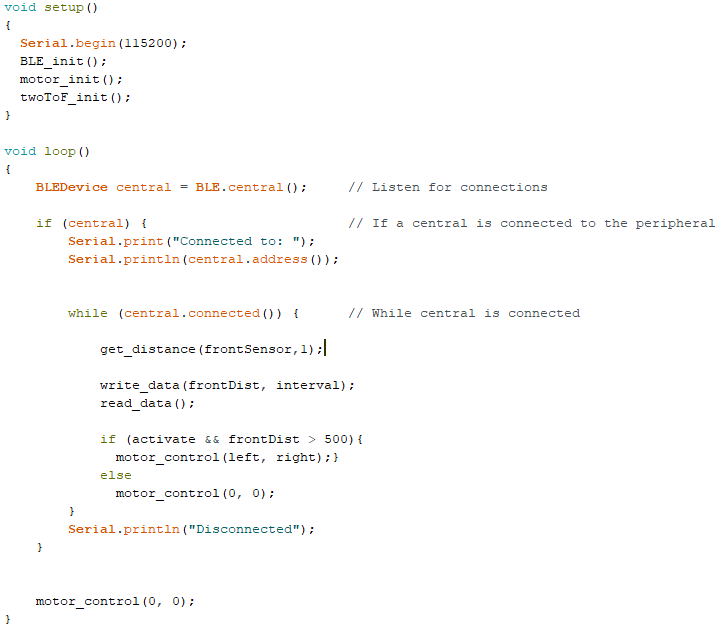 void setup()
{
  Serial.begin(115200);
  BLE_init();
  motor_init();
  twoToF_init();
}
void loop()
{
    BLEDevice central = BLE.central();     // Listen for connections
    if (central) {                         // If a central is connected to the peripheral
        Serial.print("Connected to: ");
        Serial.println(central.address());
        while (central.connected()) {      // While central is connected
            get_distance(frontSensor,1);
            write_data(frontDist, interval);
            read_data();
            if (activate && frontDist > 500){
              motor_control(left, right);}
            else
              motor_control(0, 0);
        }
        Serial.println("Disconnected");
    }
    motor_control(0, 0);
}